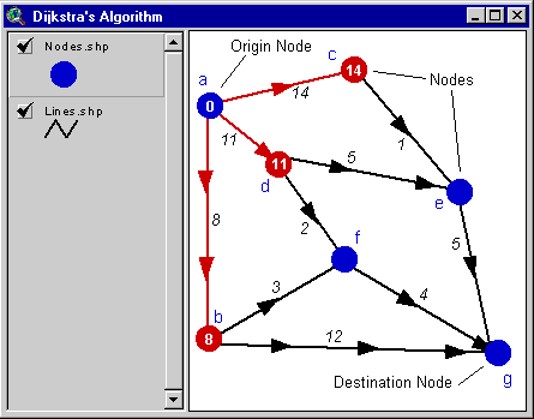 Dijkstra's Algorithm
Nodes.shp
Lines.shp
Origin Node
a
0
c
14
Nodes
14
11
1
5
11
d
e
2
8
f
5
3
4
b
8
12
g
Destination Node